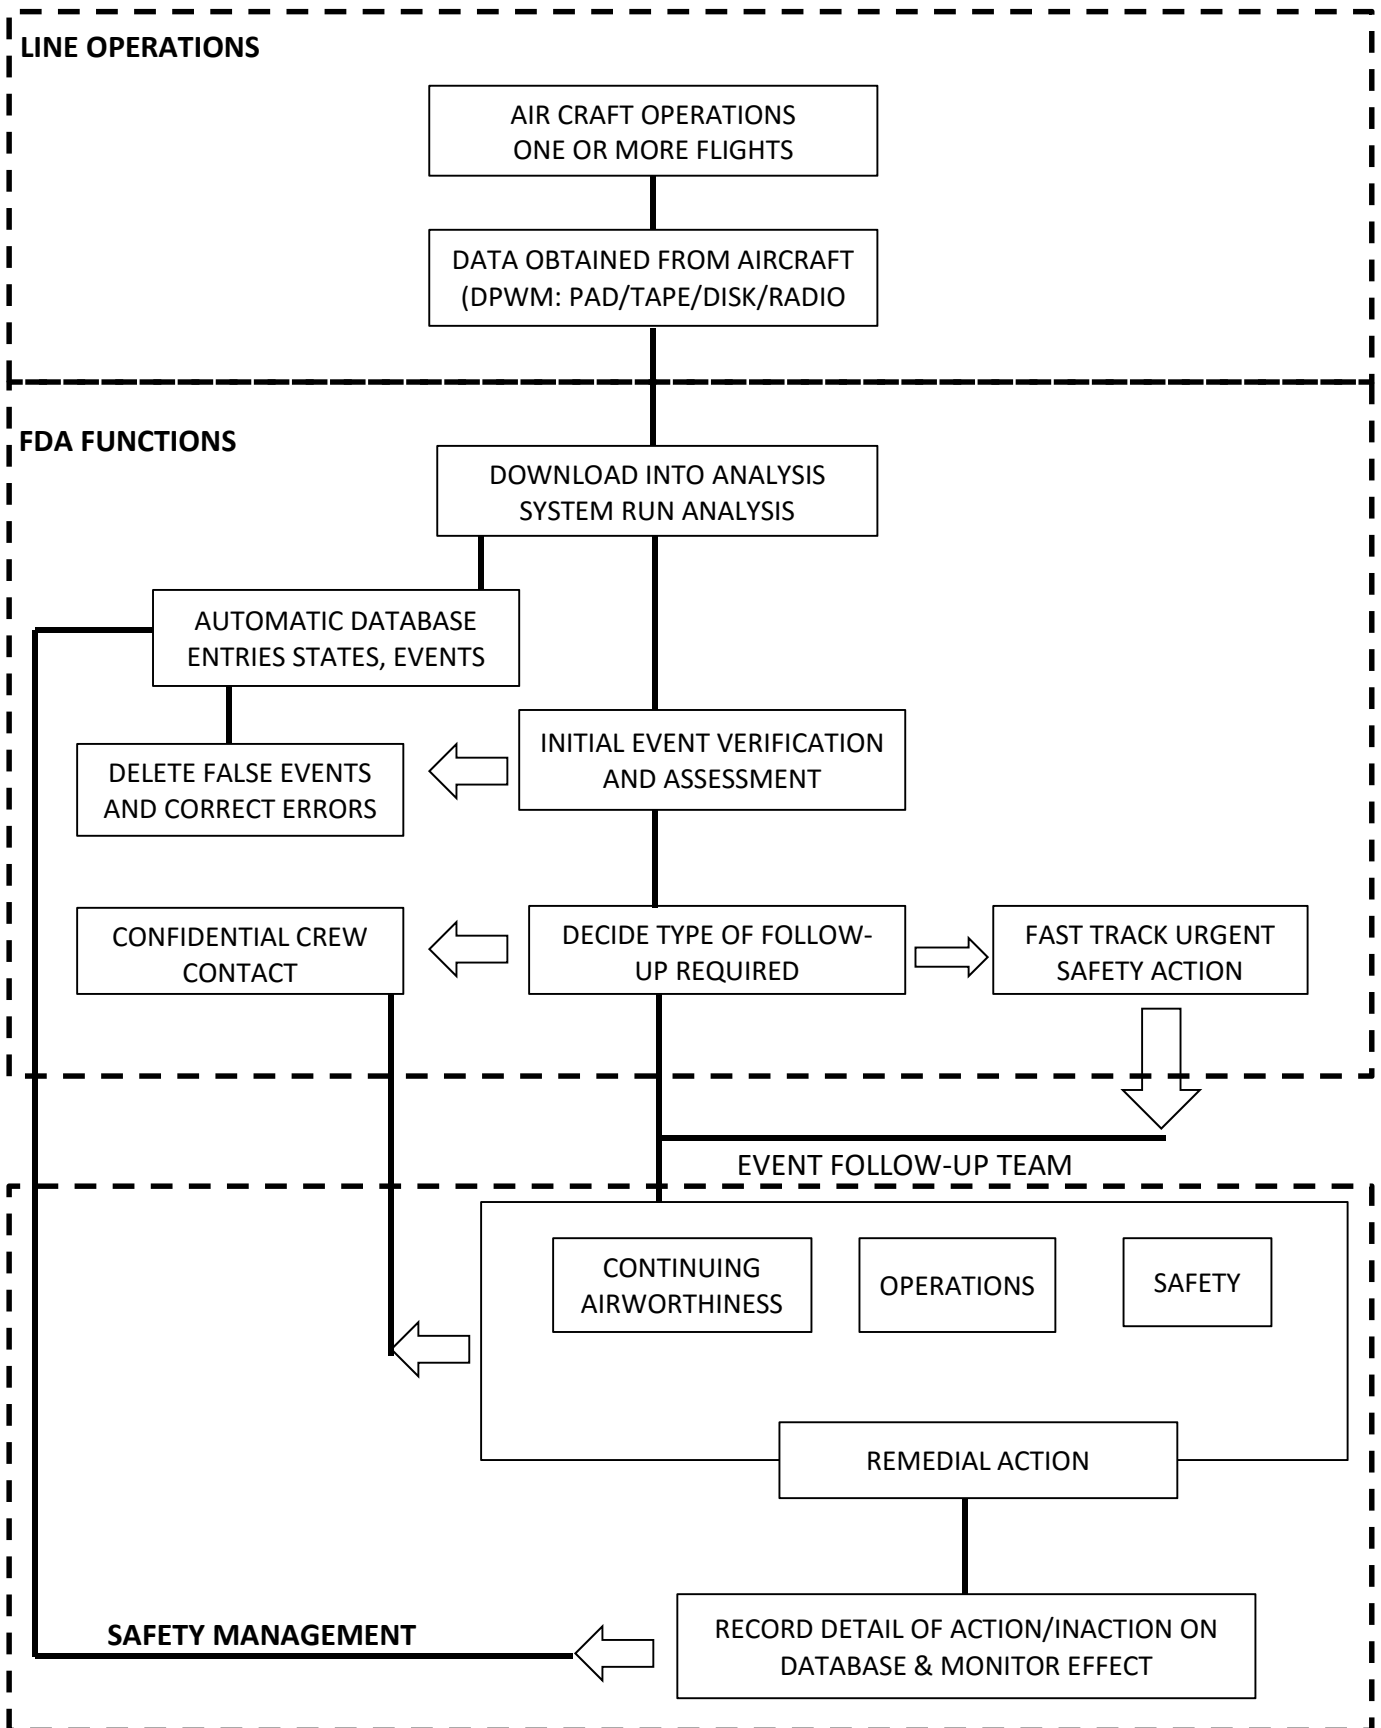 LINE OPERATIONS
AIR CRAFT OPERATIONS
ONE OR MORE FLIGHTS
DATA OBTAINED FROM AIRCRAFT
(DPWM: PAD/TAPE/DISK/RADIO
FDA FUNCTIONS
DOWNLOAD INTO ANALYSIS
SYSTEM RUN ANALYSIS
AUTOMATIC DATABASE
ENTRIES STATES, EVENTS
INITIAL EVENT VERIFICATION
AND ASSESSMENT
DELETE FALSE EVENTS
AND CORRECT ERRORS
CONFIDENTIAL CREW
CONTACT
DECIDE TYPE OF FOLLOW-
UP REQUIRED
FAST TRACK URGENT
SAFETY ACTION
EVENT FOLLOW-UP TEAM
CONTINUING
AIRWORTHINESS
OPERATIONS
SAFETY
REMEDIAL ACTION
SAFETY MANAGEMENT
RECORD DETAIL OF ACTION/INACTION ON
DATABASE & MONITOR EFFECT